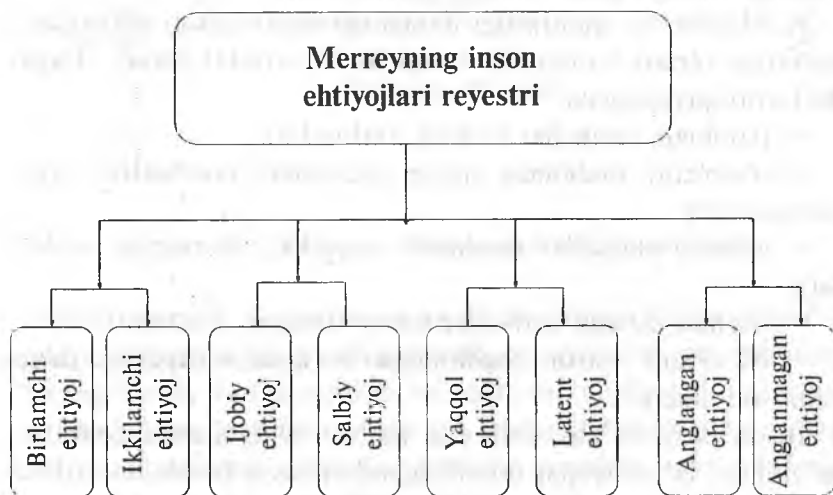 Merreyning inson
ehtiyojlari reyestri
Birlamchi
ehtiyoj
Ikkilamchi
ehtiyoj
Ijobiy
ehtiyoj
Salbiy
ehtiyoj
Yaqqol
ehtiyoj
Latent
ehtiyoj
Anglangan
ehtiyoj
Anglanmagan
ehtiyoj